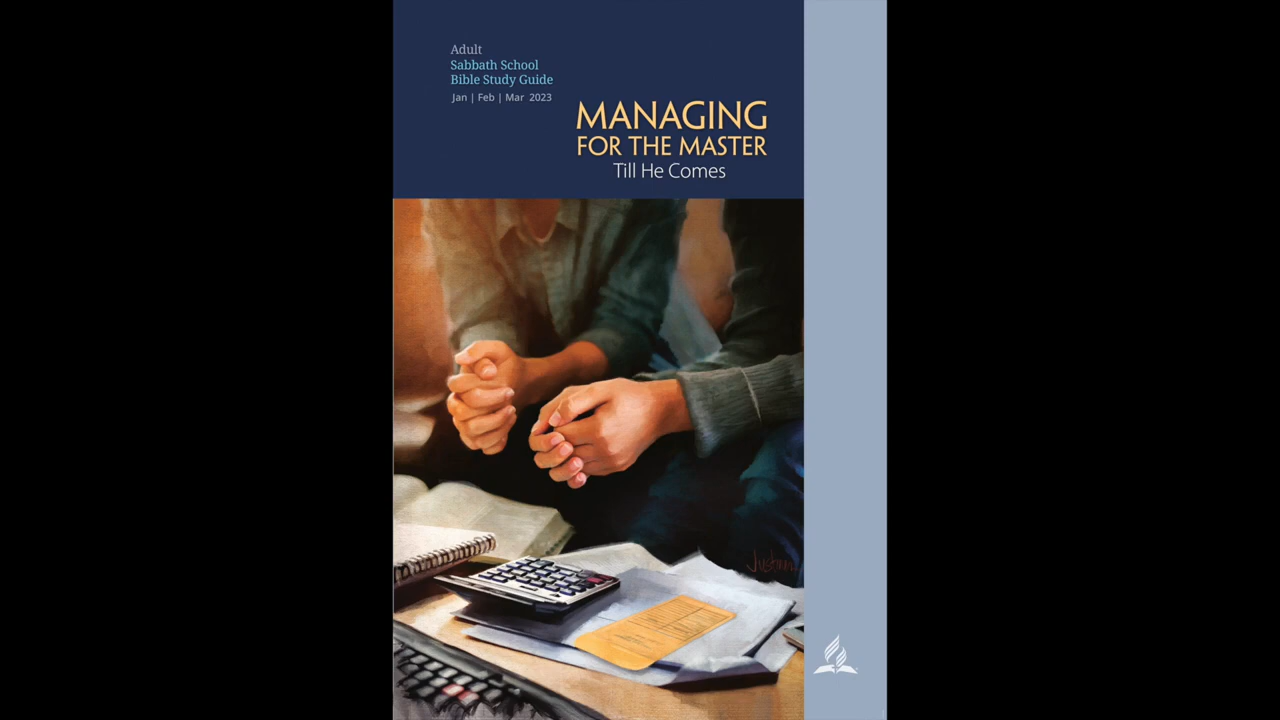 Adult
Sabbath School
Bible Study Guide
Jan | Feb | Mar 2023
MANAGING
FOR THE MASTER
Till He Comes